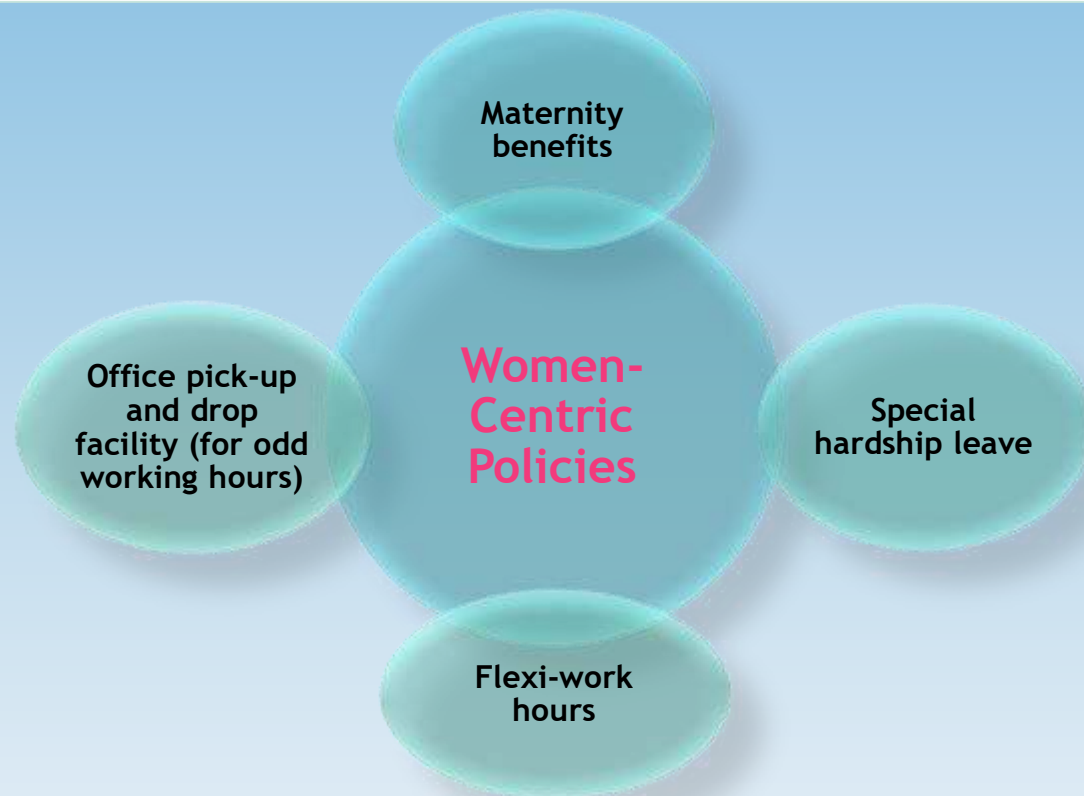 Maternity
benefits
Women-
Centric
Policies
Office pick-up
and drop
facility (for odd
working hours)
Special
hardship leave
Flexi-work
hours